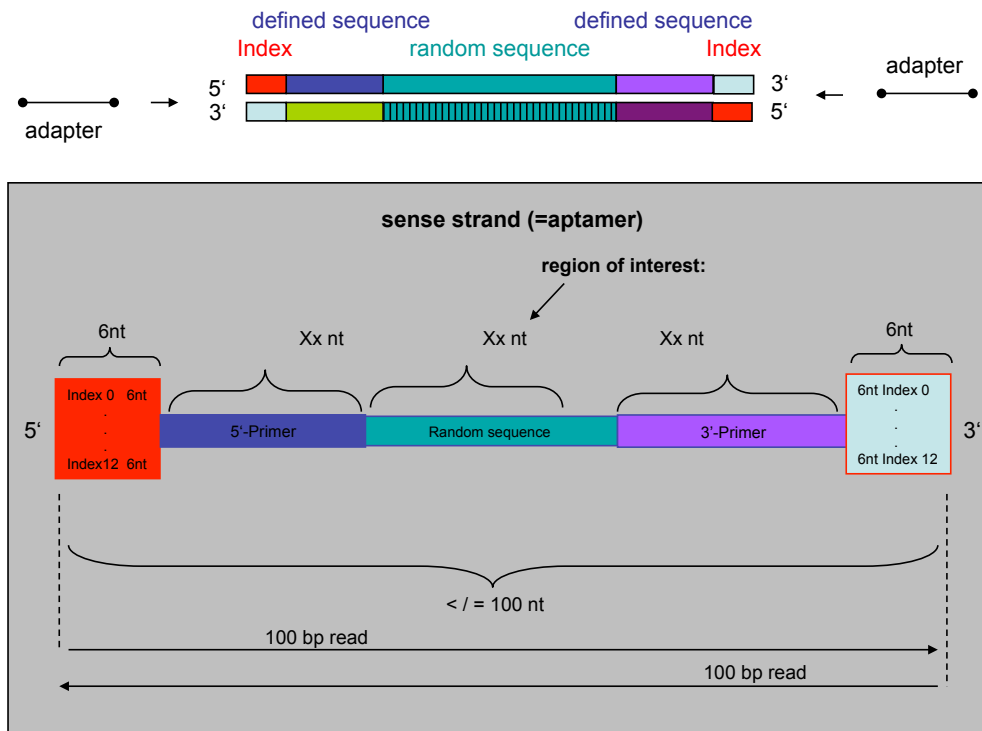 defined sequence defined sequence
Index random sequence Index
5‘ 3‘ adapter
adapter 3‘ 5‘
sense strand (=aptamer)
region of interest:
6nt Xx nt Xx nt Xx nt 6nt
Index 0 6nt 6nt Index 0
.
.
.
.
5‘ 5‘-Primer Random sequence 3’-Primer 3‘
.
.
Index12 6nt 6nt Index 12
< / = 100 nt
100 bp read
100 bp read